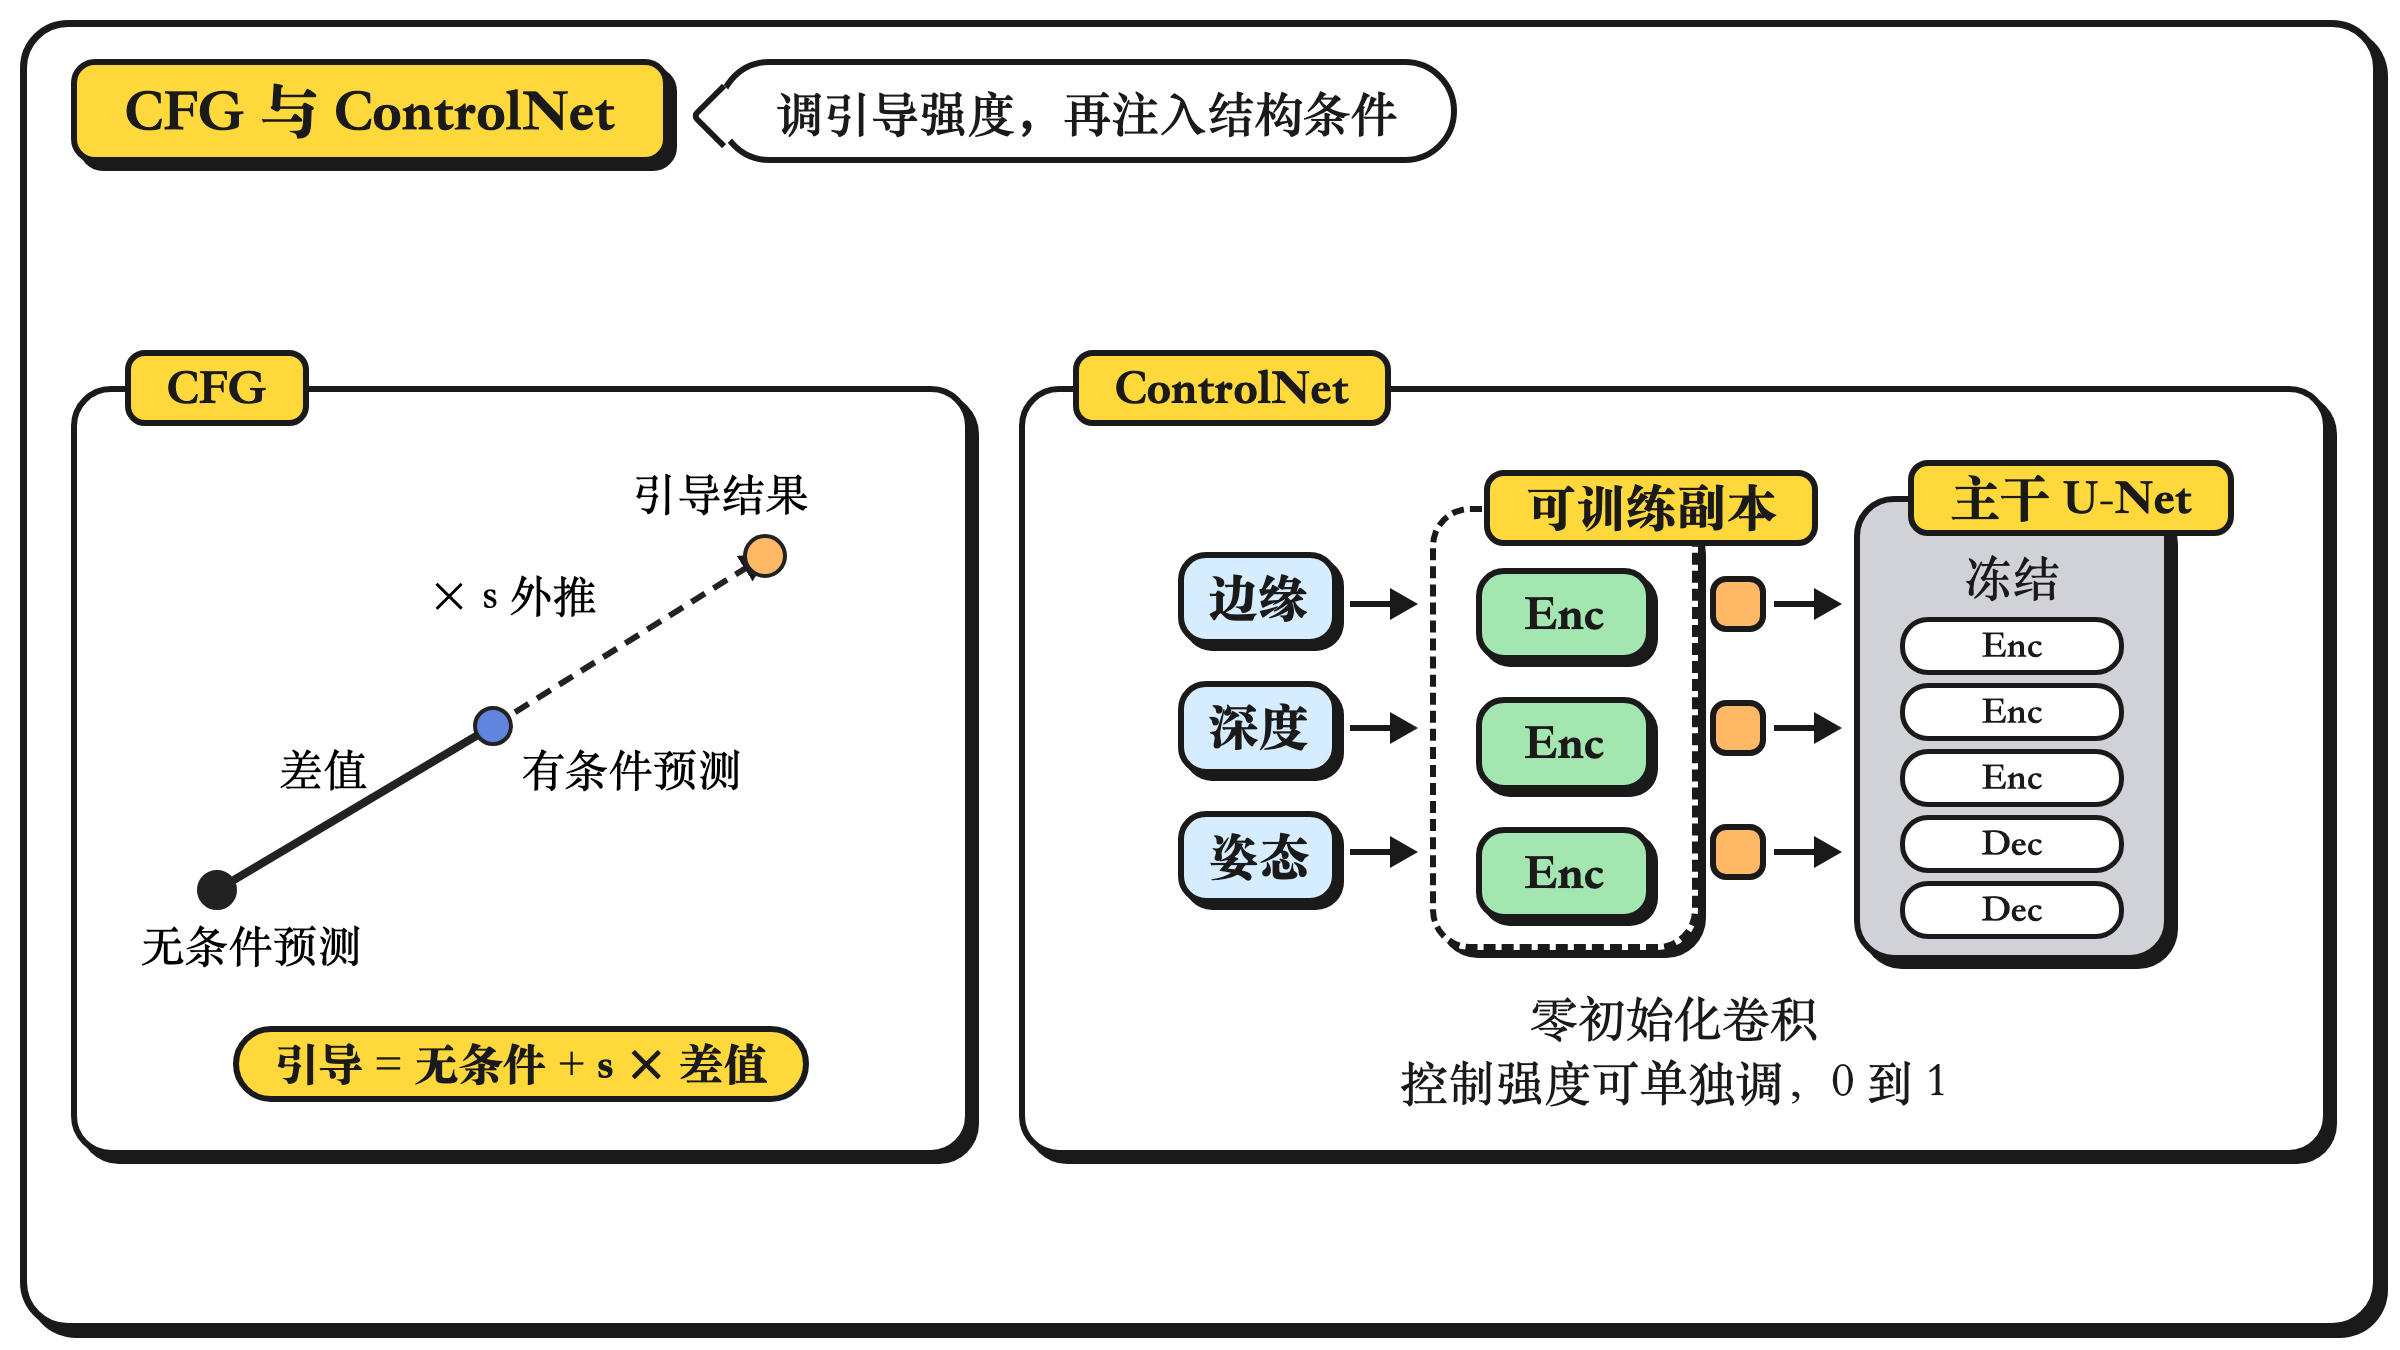 CFG 与 ControlNet
调引导强度，再注入结构条件
CFG
引导结果
× s 外推
差值
有条件预测
无条件预测
引导 = 无条件 + s × 差值
ControlNet
可训练副本
主干 U-Net
冻结
边缘
深度
姿态
Enc
Enc
Enc
Enc
Enc
Enc
Dec
Dec
零初始化卷积
控制强度可单独调，0 到 1